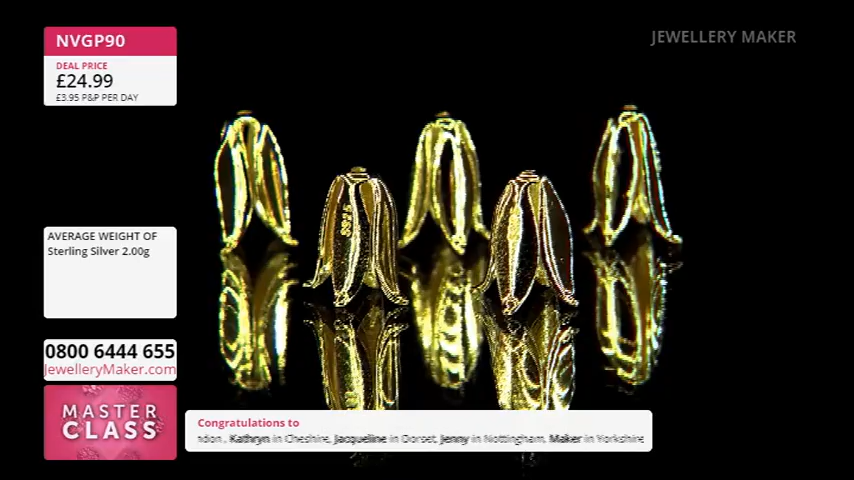 NVGP90
DEAL PRICE
£24.99
£3.95 P&P PER DAY
JEWELLERY MAKER
S925
AVERAGE WEIGHT OF
Sterling Silver 2.00g
0800 6444 655
JewelleryMaker.com
MASTER
CLASS
Congratulations to
ndon, Kathryn in Cheshire, Jacqueline in Dorset, Jenny in Nottingham, Maker in Yorkshire